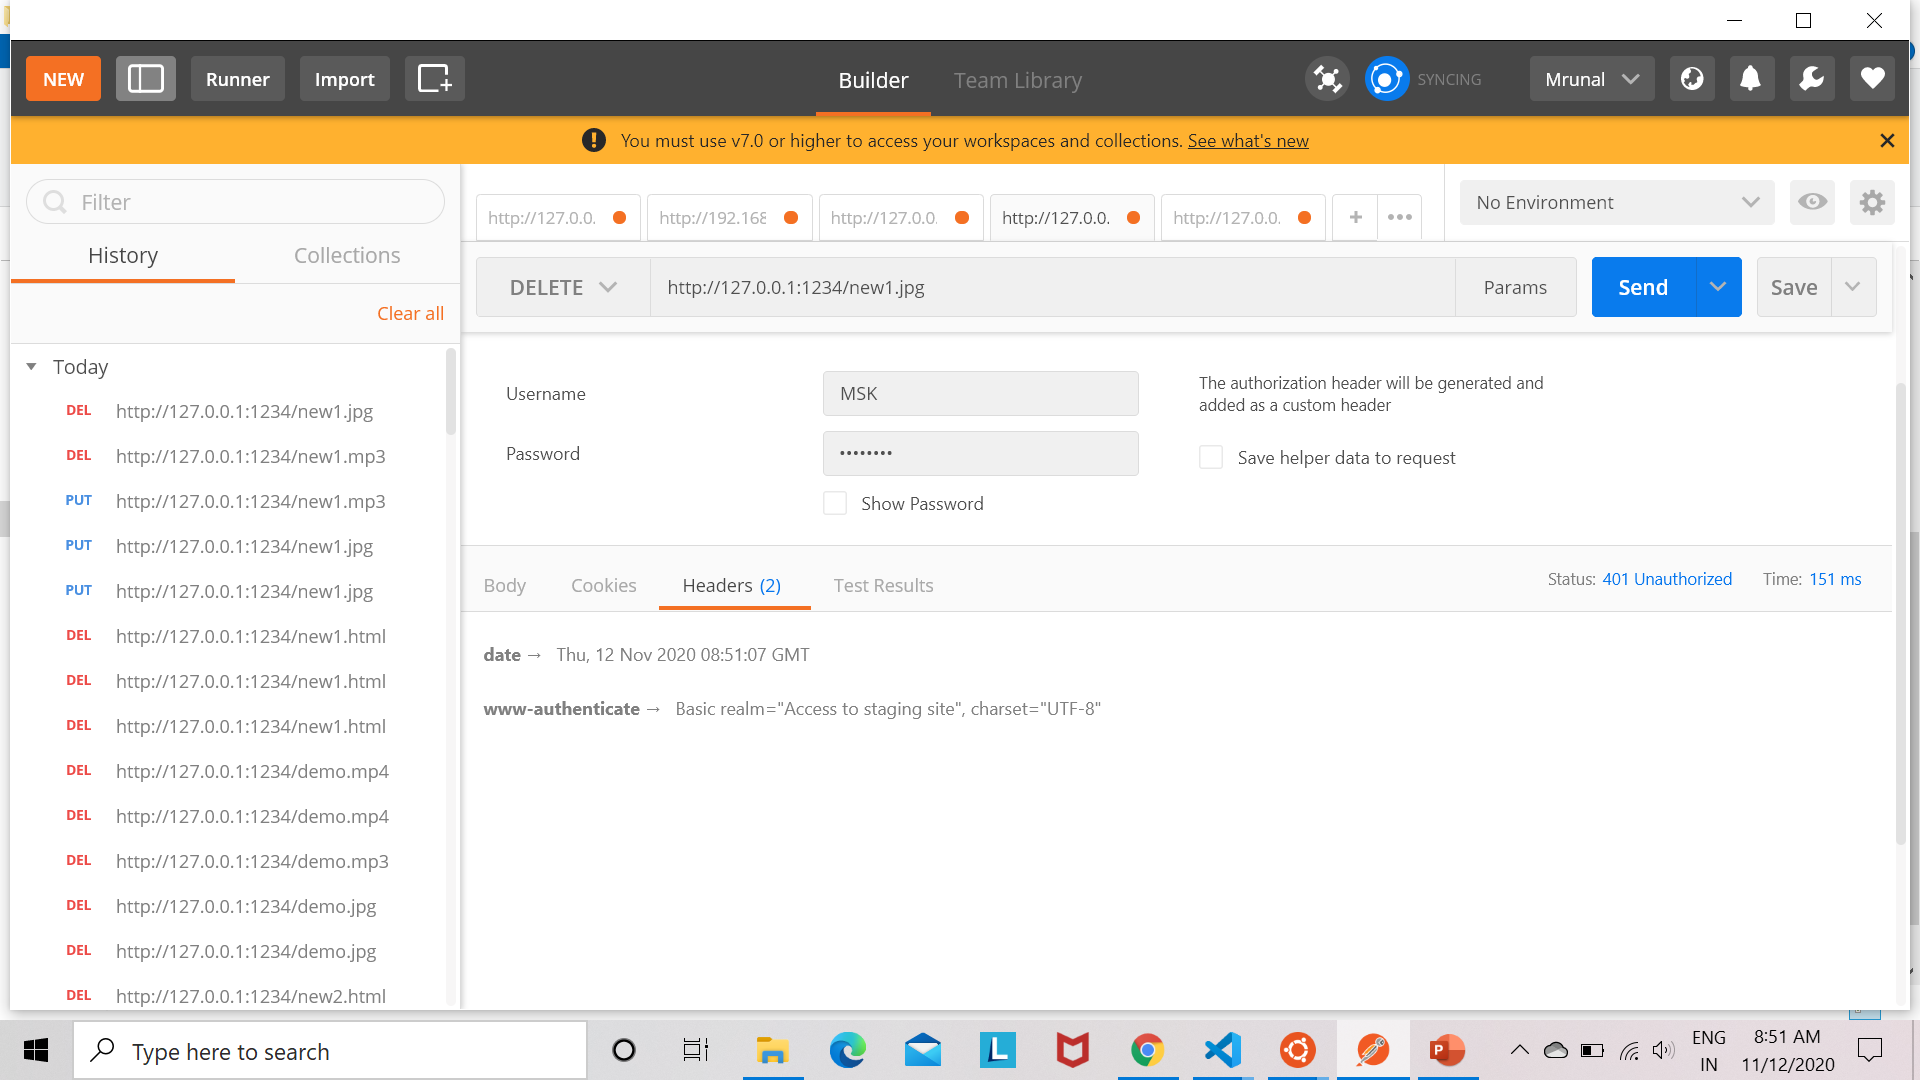 NEW
Runner
Import
Builder
Team Library
SYNCING
Mrunal
You must use v7.0 or higher to access your workspaces and collections. See what's new
Filter
History
Collections
Clear all
Today
DEL http://127.0.0.1:1234/new1.jpg
DEL http://127.0.0.1:1234/new1.mp3
PUT http://127.0.0.1:1234/new1.mp3
PUT http://127.0.0.1:1234/new1.jpg
PUT http://127.0.0.1:1234/new1.jpg
DEL http://127.0.0.1:1234/new1.html
DEL http://127.0.0.1:1234/new1.html
DEL http://127.0.0.1:1234/new1.html
DEL http://127.0.0.1:1234/demo.mp4
DEL http://127.0.0.1:1234/demo.mp4
DEL http://127.0.0.1:1234/demo.mp3
DEL http://127.0.0.1:1234/demo.jpg
DEL http://127.0.0.1:1234/demo.jpg
DEL http://127.0.0.1:1234/new2.html
http://127.0.0.
http://192.168
http://127.0.0.
http://127.0.0.
http://127.0.0.
No Environment
DELETE
http://127.0.0.1:1234/new1.jpg
Params
Send
Save
Username
MSK
The authorization header will be generated and
added as a custom header
Password
••••••••
Save helper data to request
Show Password
Body
Cookies
Headers (2)
Test Results
Status: 401 Unauthorized
Time: 151 ms
date → Thu, 12 Nov 2020 08:51:07 GMT
www-authenticate → Basic realm="Access to staging site", charset="UTF-8"
Type here to search
L
P
ENG
IN
8:51 AM
11/12/2020